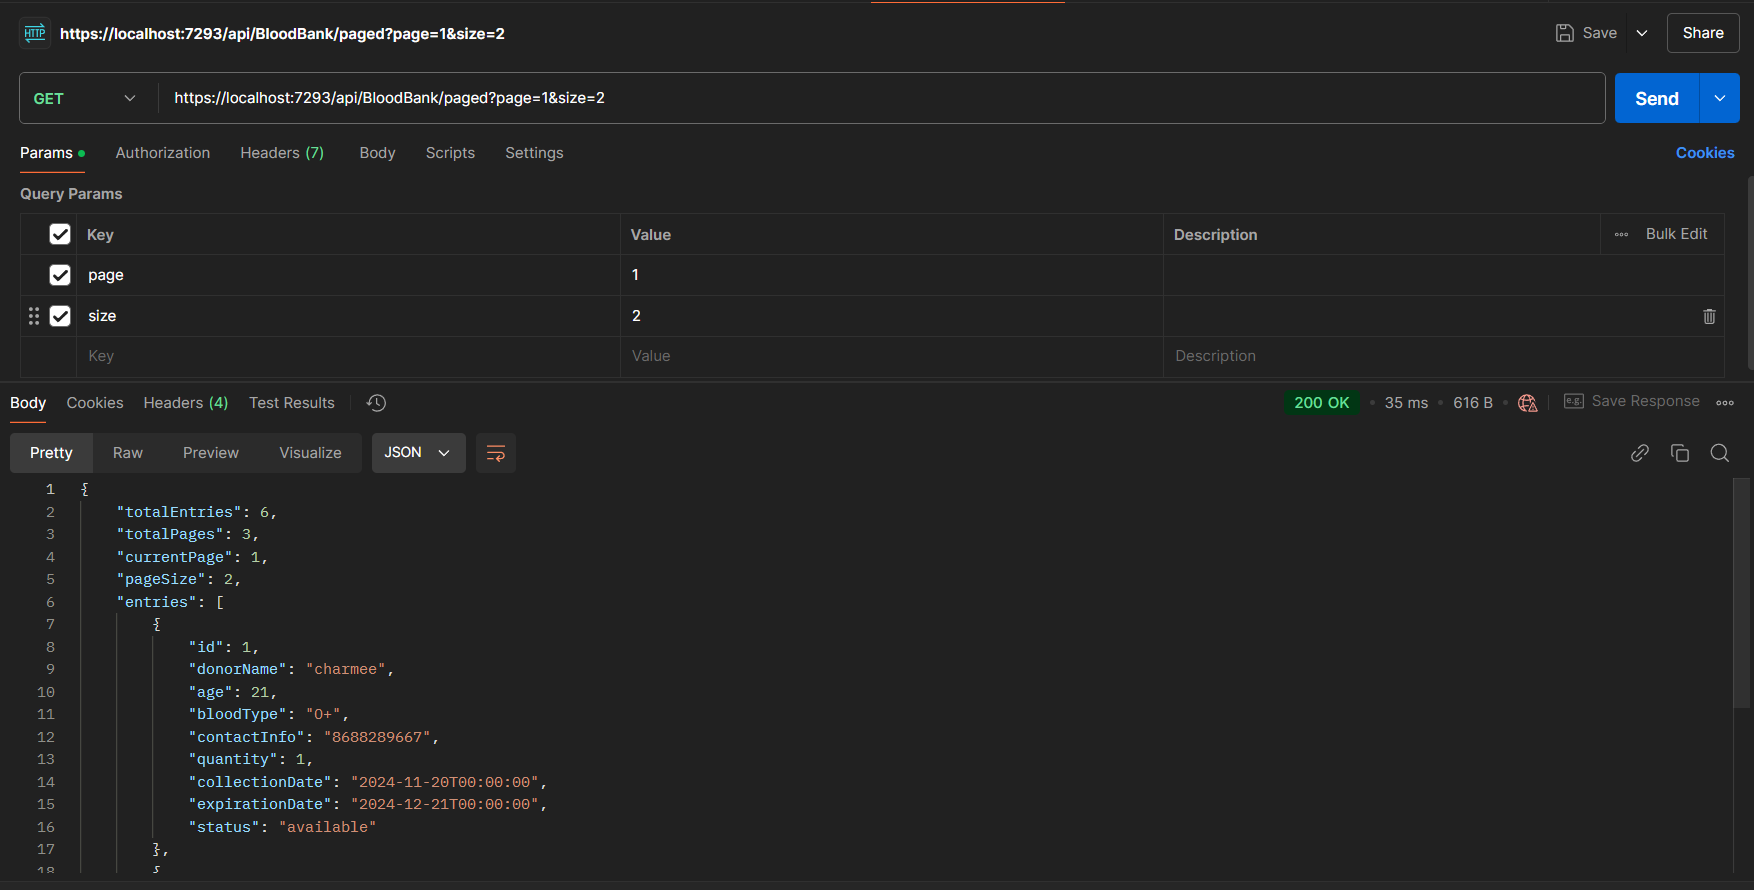 HTTP https://localhost:7293/api/BloodBank/paged?page=1&size=2 Save Share
GET https://localhost:7293/api/BloodBank/paged?page=1&size=2 Send
Params Authorization Headers (7) Body Scripts Settings Cookies
Query Params
Key Value Description Bulk Edit
page 1
size 2
Key Value Description
Body Cookies Headers (4) Test Results 200 OK 35 ms 616 B e.g. Save Response
Pretty Raw Preview Visualize JSON
1 {
2 "totalEntries": 6,
3 "totalPages": 3,
4 "currentPage": 1,
5 "pageSize": 2,
6 "entries": [
7 {
8 "id": 1,
9 "donorName": "charmee",
10 "age": 21,
11 "bloodType": "O+",
12 "contactInfo": "8688289667",
13 "quantity": 1,
14 "collectionDate": "2024-11-20T00:00:00",
15 "expirationDate": "2024-12-21T00:00:00",
16 "status": "available"
17 },
18 {